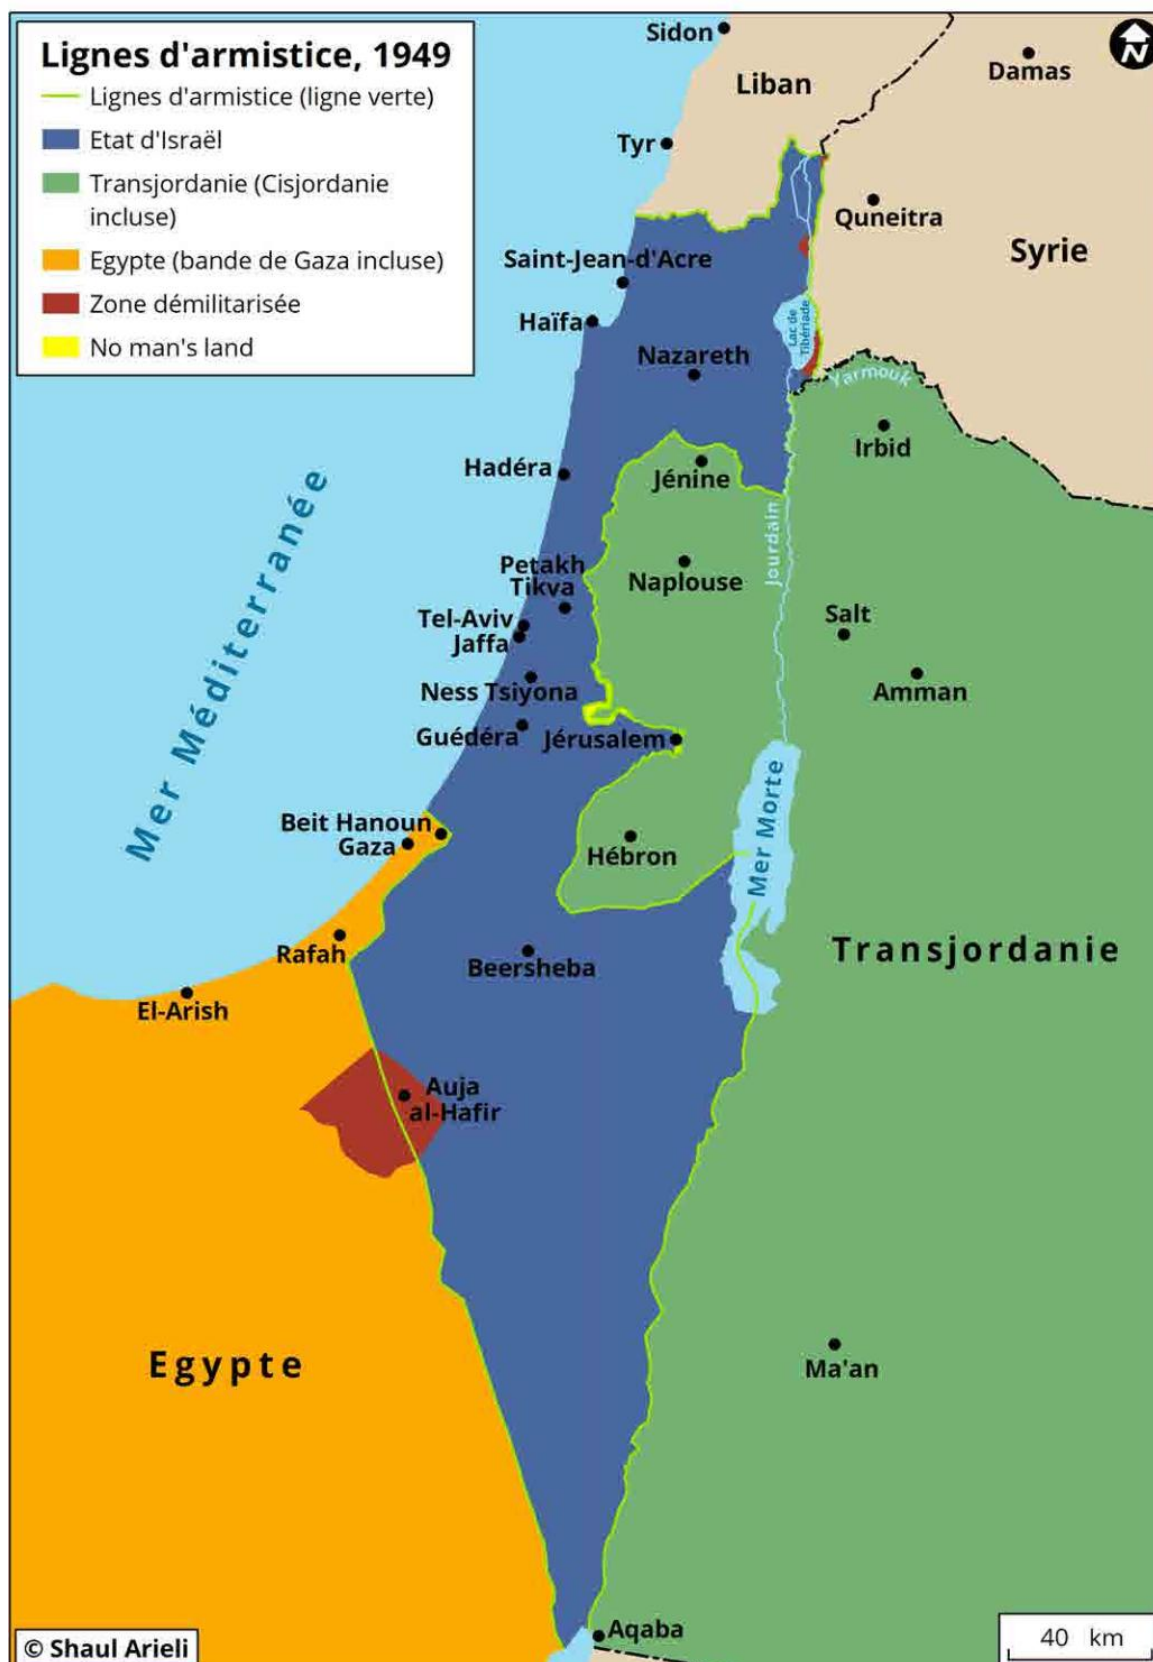 Lignes d'armistice, 1949
Lignes d'armistice (ligne verte)
Etat d'Israël
Transjordanie (Cisjordanie
incluse)
Egypte (bande de Gaza incluse)
Zone démilitarisée
No man's land
N
Sidon
Liban
Damas
Tyr
Quneitra
Syrie
Saint-Jean-d'Acre
Haïfa
Lac de
Tibériade
Nazareth
Yarmouk
Irbid
Hadéra
Jénine
Jourdain
Mer Méditerranée
Petakh
Tikva
Naplouse
Tel-Aviv
Jaffa
Salt
Ness Tsiyona
Amman
Guédéra
Jérusalem
Mer Morte
Beit Hanoun
Gaza
Hébron
Rafah
Beersheba
Transjordanie
El-Arish
Auja
al-Hafir
Egypte
Ma'an
Aqaba
40 km
© Shaul Arieli